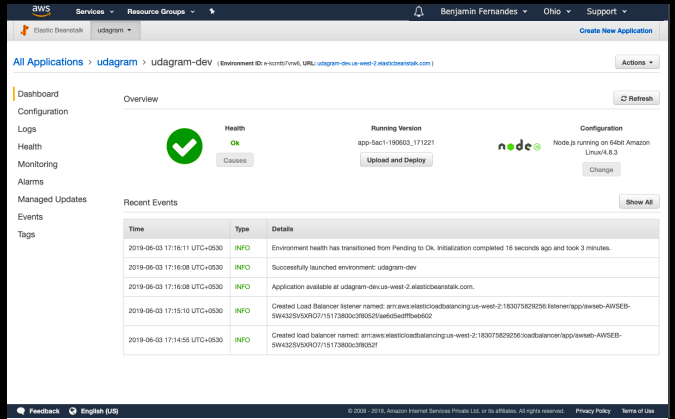 aws Services Resource Groups Benjamin Fernandes Ohio Support
Elastic Beanstalk udagram Create New Application
All Applications > udagram > udagram-dev ( Environment ID: e-kcmtb7vrw6, URL: udagram-dev.us-west-2.elasticbeanstalk.com ) Actions
Dashboard
Configuration
Logs
Health
Monitoring
Alarms
Managed Updates
Events
Tags
Overview Refresh
Health
Ok
Causes
Running Version
app-5ac1-190603_171221
Upload and Deploy
node
Configuration
Node.js running on 64bit Amazon
Linux/4.8.3
Change
Recent Events Show All
Time Type Details
2019-06-03 17:16:11 UTC+0530 INFO Environment health has transitioned from Pending to Ok. Initialization completed 16 seconds ago and took 3 minutes.
2019-06-03 17:16:08 UTC+0530 INFO Successfully launched environment: udagram-dev
2019-06-03 17:16:08 UTC+0530 INFO Application available at udagram-dev.us-west-2.elasticbeanstalk.com.
2019-06-03 17:15:10 UTC+0530 INFO Created Load Balancer listener named: arn:aws:elasticloadbalancing:us-west-2:183075829256:listener/app/awseb-AWSEB-
5W432SV5XRO7/15173800c3f8052f/ae6d5edfffbeb602
2019-06-03 17:14:55 UTC+0530 INFO Created load balancer named: arn:aws:elasticloadbalancing:us-west-2:183075829256:loadbalancer/app/awseb-AWSEB-
5W432SV5XRO7/15173800c3f8052f
Feedback English (US) © 2008 - 2019, Amazon Internet Services Private Ltd. or its affiliates. All rights reserved. Privacy Policy Terms of Use